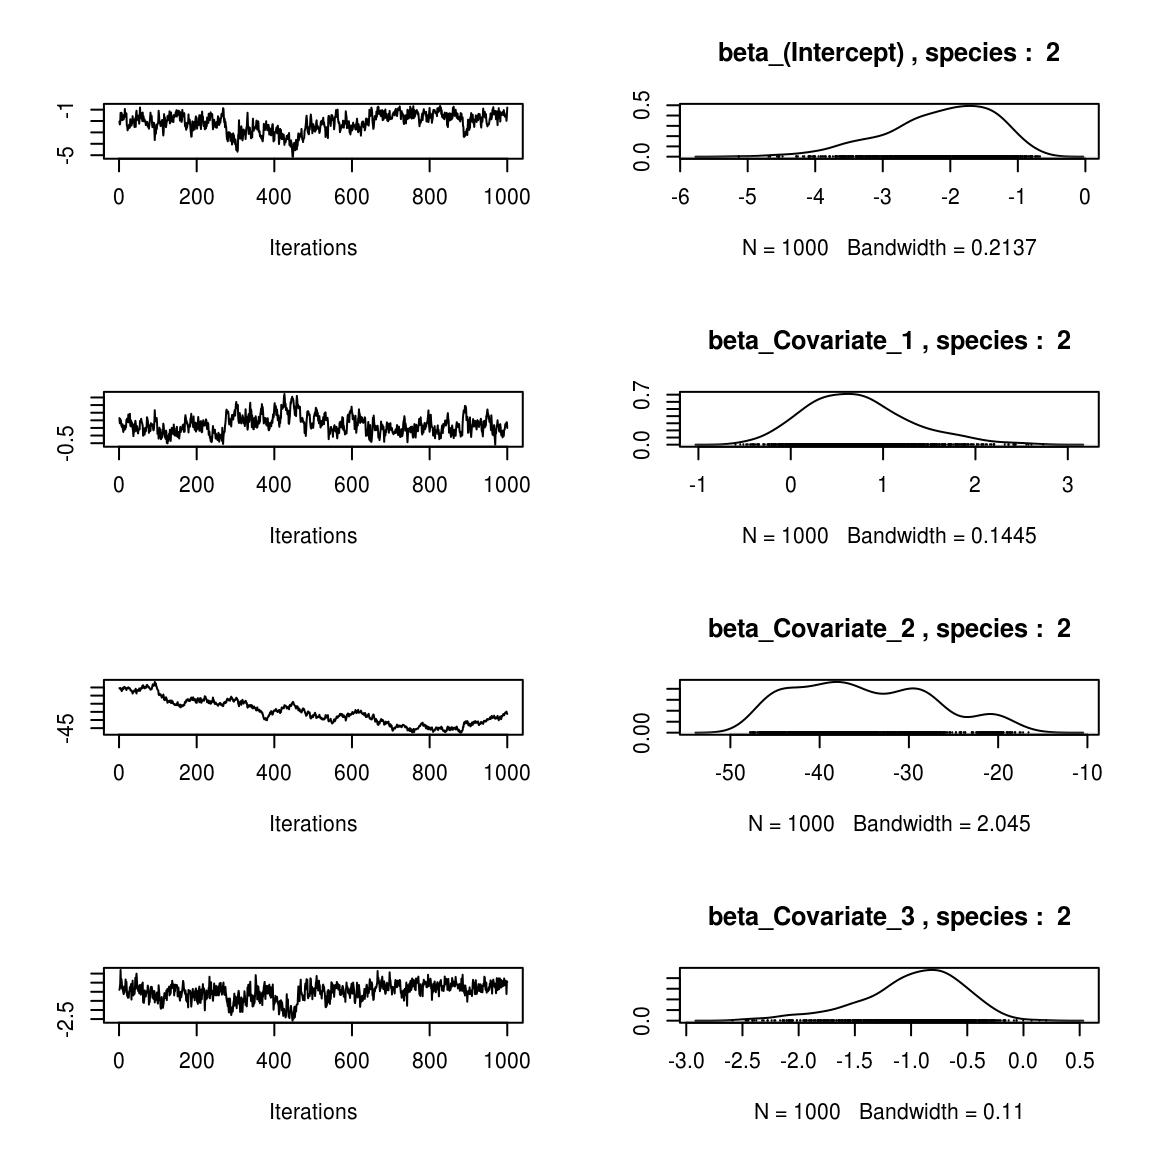 beta_(Intercept) , species :  2
-1
-5
0 200 400 600 800 1000
Iterations
0.5
0.0
-6 -5 -4 -3 -2 -1 0
N = 1000   Bandwidth = 0.2137
beta_Covariate_1 , species :  2
-0.5
0 200 400 600 800 1000
Iterations
0.7
0.0
-1 0 1 2 3
N = 1000   Bandwidth = 0.1445
beta_Covariate_2 , species :  2
-45
0 200 400 600 800 1000
Iterations
0.00
-50 -40 -30 -20 -10
N = 1000   Bandwidth = 2.045
beta_Covariate_3 , species :  2
-2.5
0 200 400 600 800 1000
Iterations
0.0
-3.0 -2.5 -2.0 -1.5 -1.0 -0.5 0.0 0.5
N = 1000   Bandwidth = 0.11